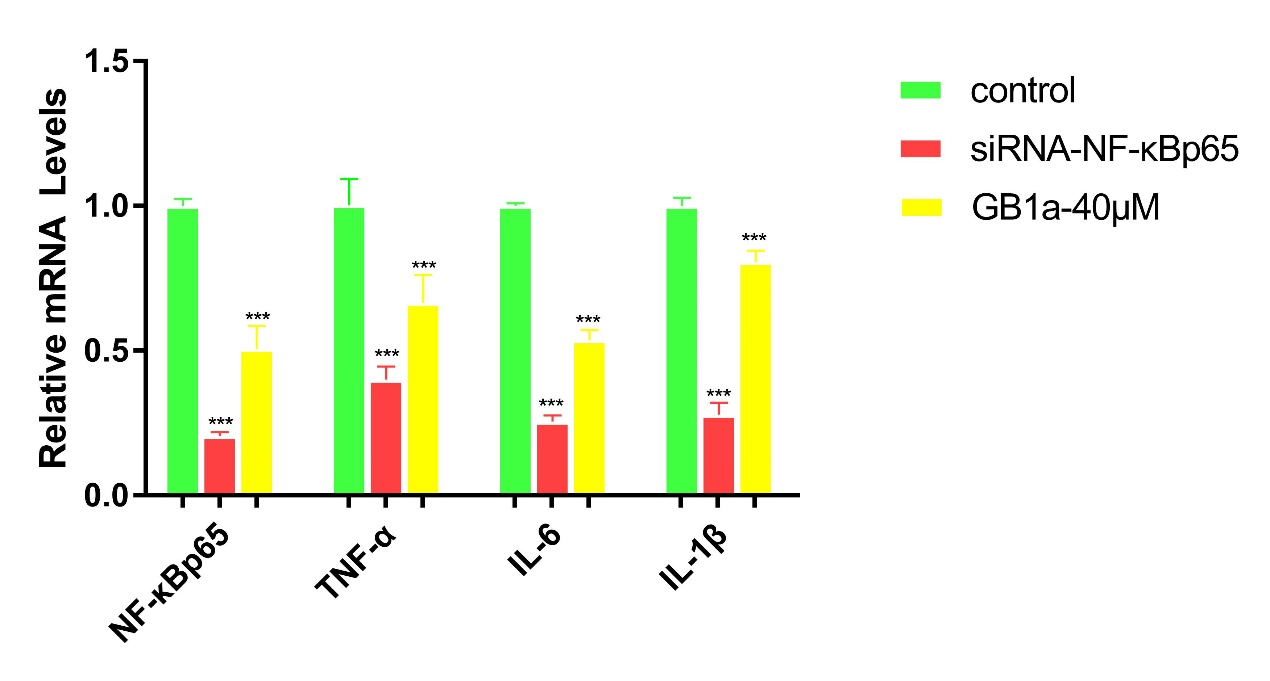 Relative mRNA Levels
1.5
1.0
0.5
0.0
***
***
***
***
***
***
***
***
NF-κBp65
TNF-α
IL-6
IL-1β
control
siRNA-NF-κBp65
GB1a-40μM